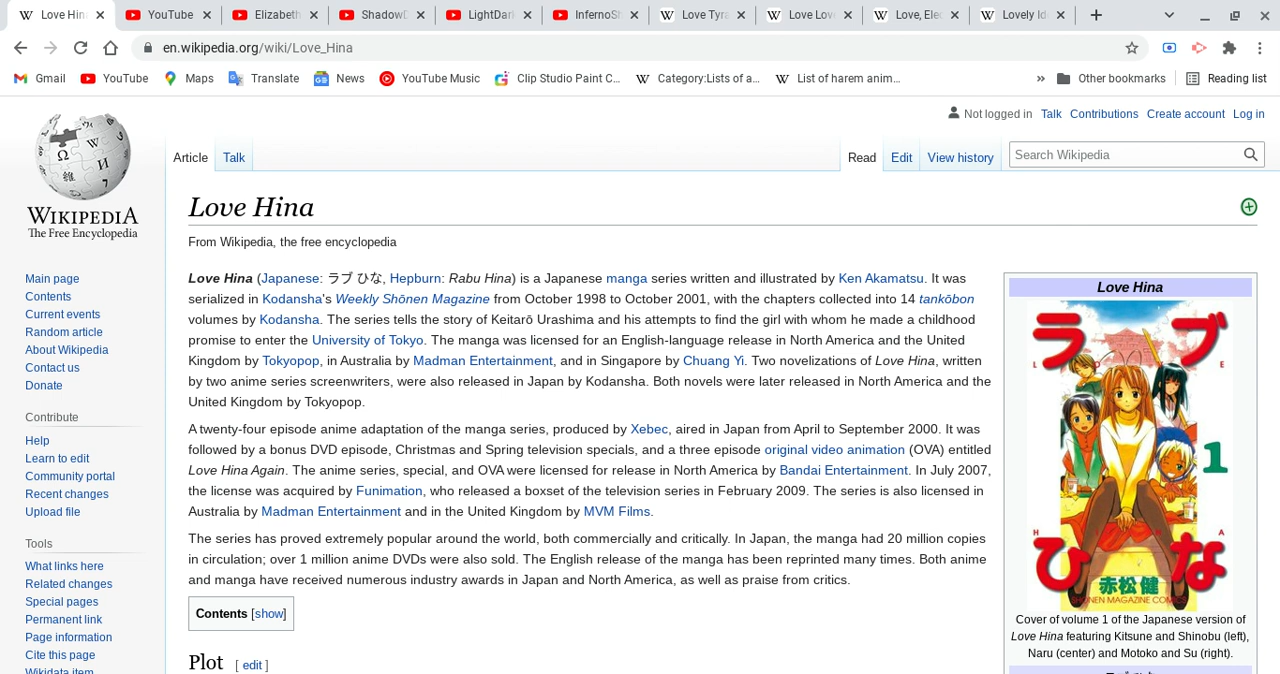 Love Hina
YouTube
Elizabeth
ShadowD
LightDark
InfernoSh
Love Tyra
Love Love
Love, Elec
Lovely Id
en.wikipedia.org/wiki/Love_Hina
Gmail
YouTube
Maps
Translate
News
YouTube Music
Clip Studio Paint C...
Category:Lists of a...
List of harem anim...
»
Other bookmarks
Reading list
Not logged in Talk Contributions Create account Log in
Article Talk
Read Edit View history
Search Wikipedia
WIKIPEDIA
The Free Encyclopedia
Main page
Contents
Current events
Random article
About Wikipedia
Contact us
Donate
Contribute
Help
Learn to edit
Community portal
Recent changes
Upload file
Tools
What links here
Related changes
Special pages
Permanent link
Page information
Cite this page
Wikidata item
Love Hina
From Wikipedia, the free encyclopedia
Love Hina (Japanese: ラブ ひな, Hepburn: Rabu Hina) is a Japanese manga series written and illustrated by Ken Akamatsu. It was
serialized in Kodansha's Weekly Shōnen Magazine from October 1998 to October 2001, with the chapters collected into 14 tankōbon
volumes by Kodansha. The series tells the story of Keitarō Urashima and his attempts to find the girl with whom he made a childhood
promise to enter the University of Tokyo. The manga was licensed for an English-language release in North America and the United
Kingdom by Tokyopop, in Australia by Madman Entertainment, and in Singapore by Chuang Yi. Two novelizations of Love Hina, written
by two anime series screenwriters, were also released in Japan by Kodansha. Both novels were later released in North America and the
United Kingdom by Tokyopop.
A twenty-four episode anime adaptation of the manga series, produced by Xebec, aired in Japan from April to September 2000. It was
followed by a bonus DVD episode, Christmas and Spring television specials, and a three episode original video animation (OVA) entitled
Love Hina Again. The anime series, special, and OVA were licensed for release in North America by Bandai Entertainment. In July 2007,
the license was acquired by Funimation, who released a boxset of the television series in February 2009. The series is also licensed in
Australia by Madman Entertainment and in the United Kingdom by MVM Films.
The series has proved extremely popular around the world, both commercially and critically. In Japan, the manga had 20 million copies
in circulation; over 1 million anime DVDs were also sold. The English release of the manga has been reprinted many times. Both anime
and manga have received numerous industry awards in Japan and North America, as well as praise from critics.
Contents [show]
Plot [ edit ]
Love Hina
ラブ
L O V E
1
H I N A
ひな
赤松健
SHONEN MAGAZINE COMICS
Cover of volume 1 of the Japanese version of
Love Hina featuring Kitsune and Shinobu (left),
Naru (center) and Motoko and Su (right).